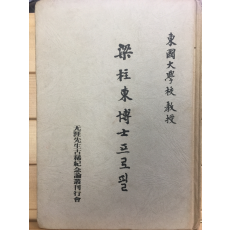 東國大學校 教授
梁柱東博士프로필
无涯先生古稀紀念論叢刊行會